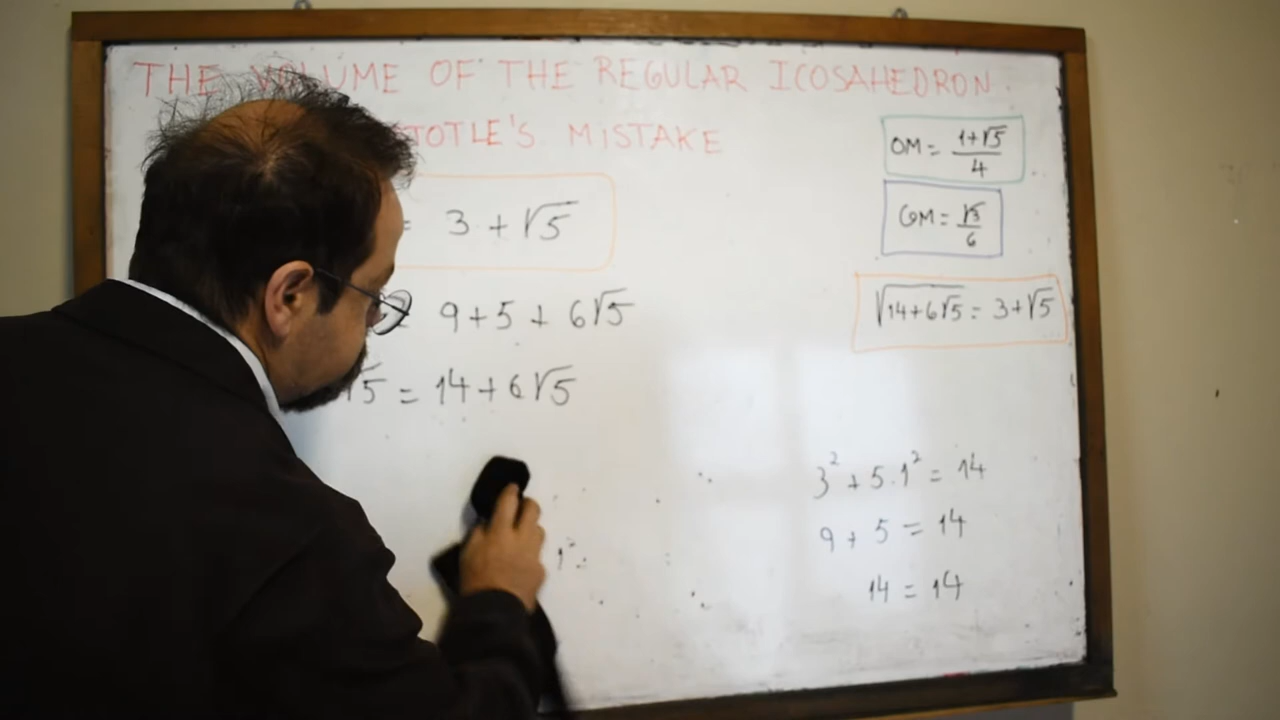 THE VOLUME OF THE REGULAR ICOSAHEDRON.
TOTLE'S MISTAKE
= 3 + √5
= 9 + 5 + 6√5
√5 = 14 + 6√5
1² =
OM = (1+√5)/4
GM = √3/6
√(14+6√5) = 3+√5
3² + 5.1² = 14
9 + 5 = 14
14 = 14